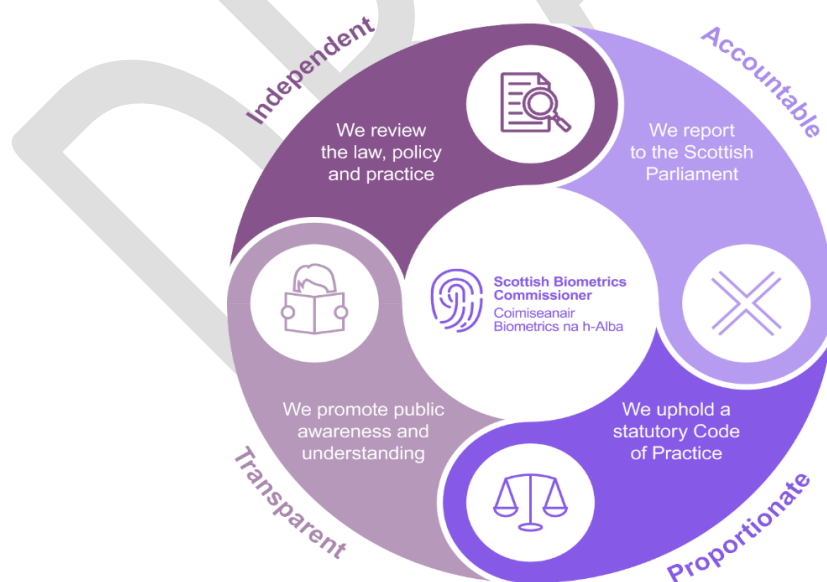 Independent
We review
the law, policy
and practice
Accountable
We report
to the Scottish
Parliament
Scottish Biometrics
Commissioner
Coimiseanair
Biometrics na h-Alba
We promote public
awareness and
understanding
Transparent
We uphold a
statutory Code
of Practice
Proportionate